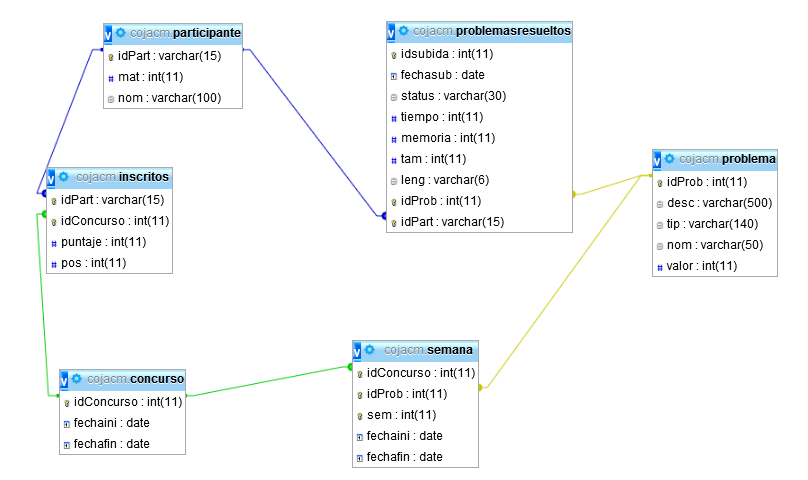 cojacm.participante
idPart : varchar(15)
mat : int(11)
nom : varchar(100)
cojacm.problemasresueltos
idsubida : int(11)
fechasub : date
status : varchar(30)
tiempo : int(11)
memoria : int(11)
tam : int(11)
leng : varchar(6)
idProb : int(11)
idPart : varchar(15)
cojacm.problema
idProb : int(11)
desc : varchar(500)
tip : varchar(140)
nom : varchar(50)
valor : int(11)
cojacm.inscritos
idPart : varchar(15)
idConcurso : int(11)
puntaje : int(11)
pos : int(11)
cojacm.concurso
idConcurso : int(11)
fechaini : date
fechafin : date
cojacm.semana
idConcurso : int(11)
idProb : int(11)
sem : int(11)
fechaini : date
fechafin : date